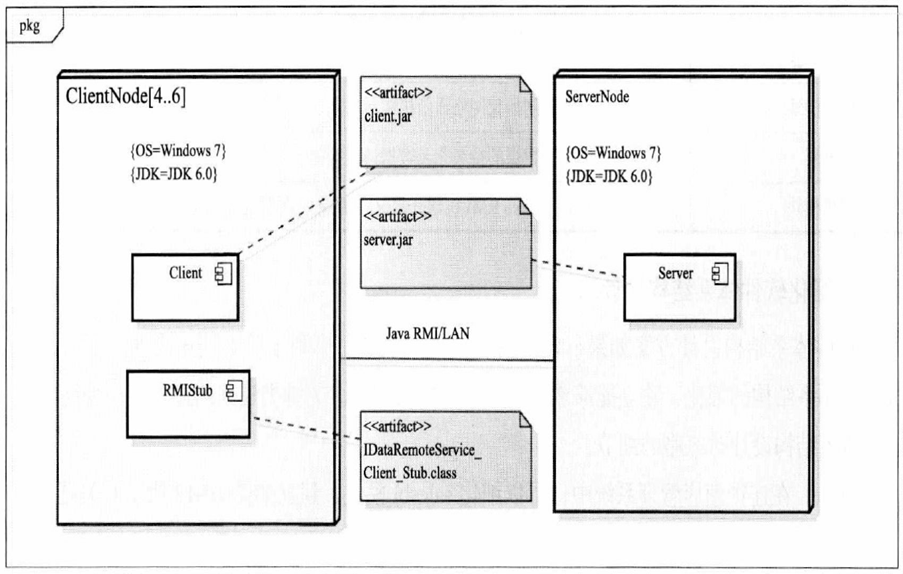 pkg
ClientNode[4..6]
{OS=Windows 7}
{JDK=JDK 6.0}
Client
RMIStub
<<artifact>>
client.jar
<<artifact>>
server.jar
Java RMI/LAN
<<artifact>>
IDataRemoteService_
Client_Stub.class
ServerNode
{OS=Windows 7}
{JDK=JDK 6.0}
Server